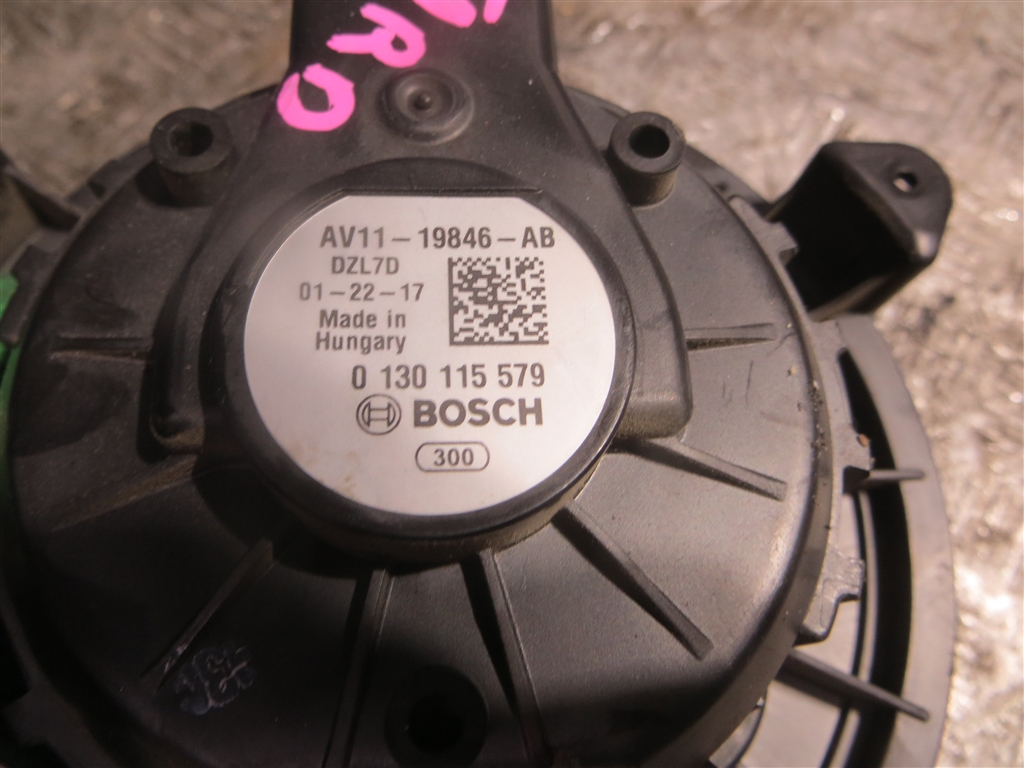 AV11-19846-AB
DZL7D
01-22-17
Made in
Hungary
0 130 115 579
BOSCH
300